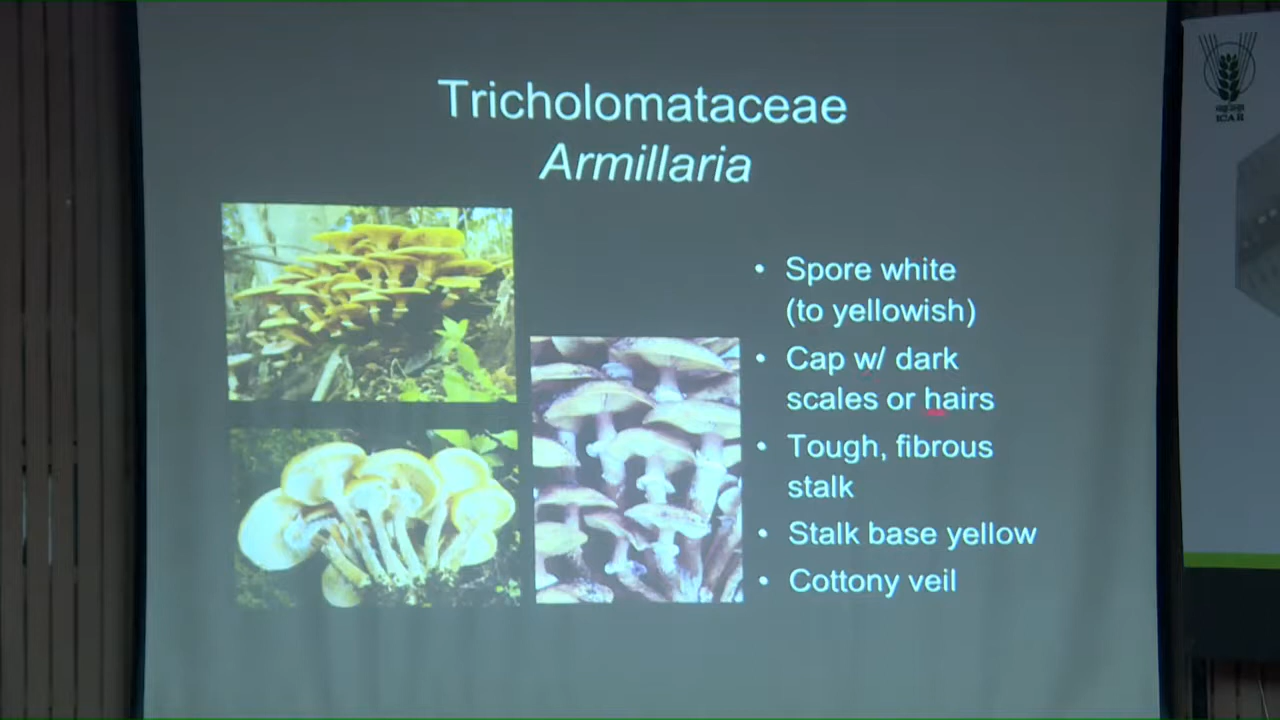 Tricholomataceae
Armillaria
• Spore white
(to yellowish)
• Cap w/ dark
scales or hairs
• Tough, fibrous
stalk
• Stalk base yellow
• Cottony veil
ICAR